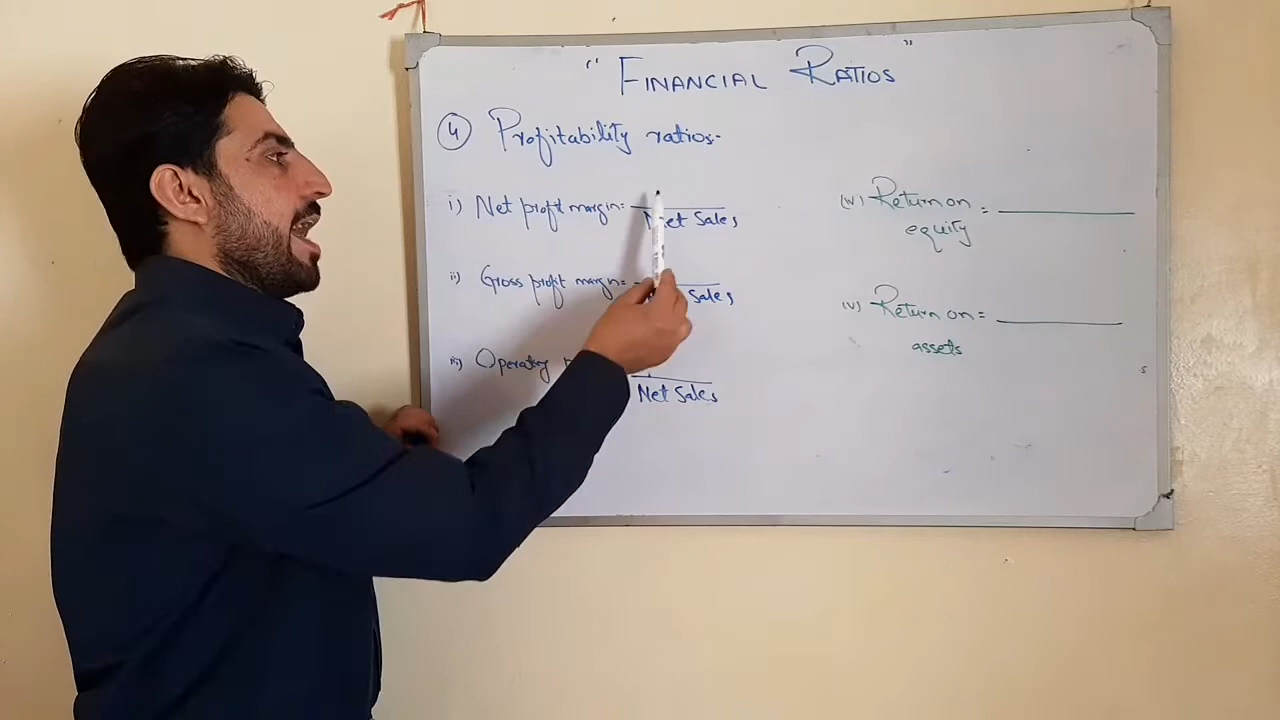 " FINANCIAL RATIOS "
④ Profitability ratios-
i) Net profit margin =
Net Sales
ii) Gross profit margin =
Sales
iii) Operating
Net Sales
(iv) Return on =
equity
(v) Return on =
assets